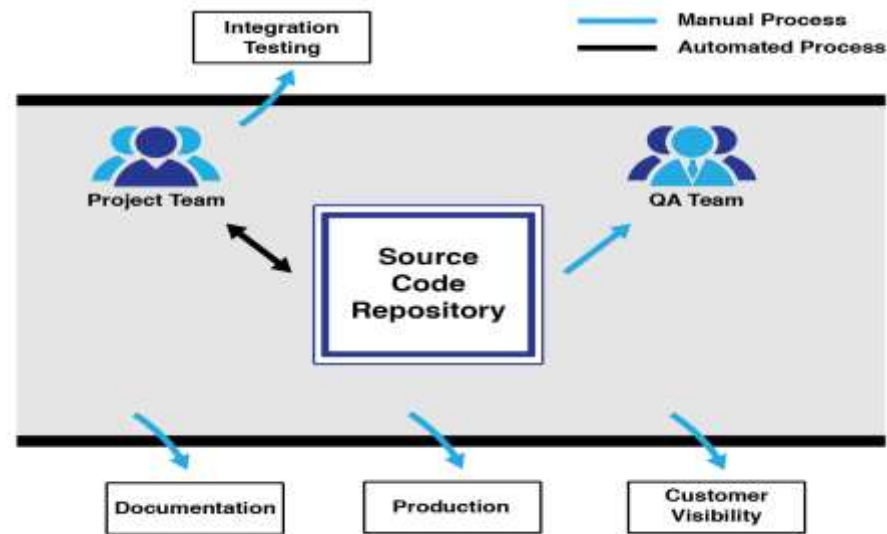 Integration
Testing
Manual Process
Automated Process
Project Team
QA Team
Source
Code
Repository
Documentation
Production
Customer
Visibility